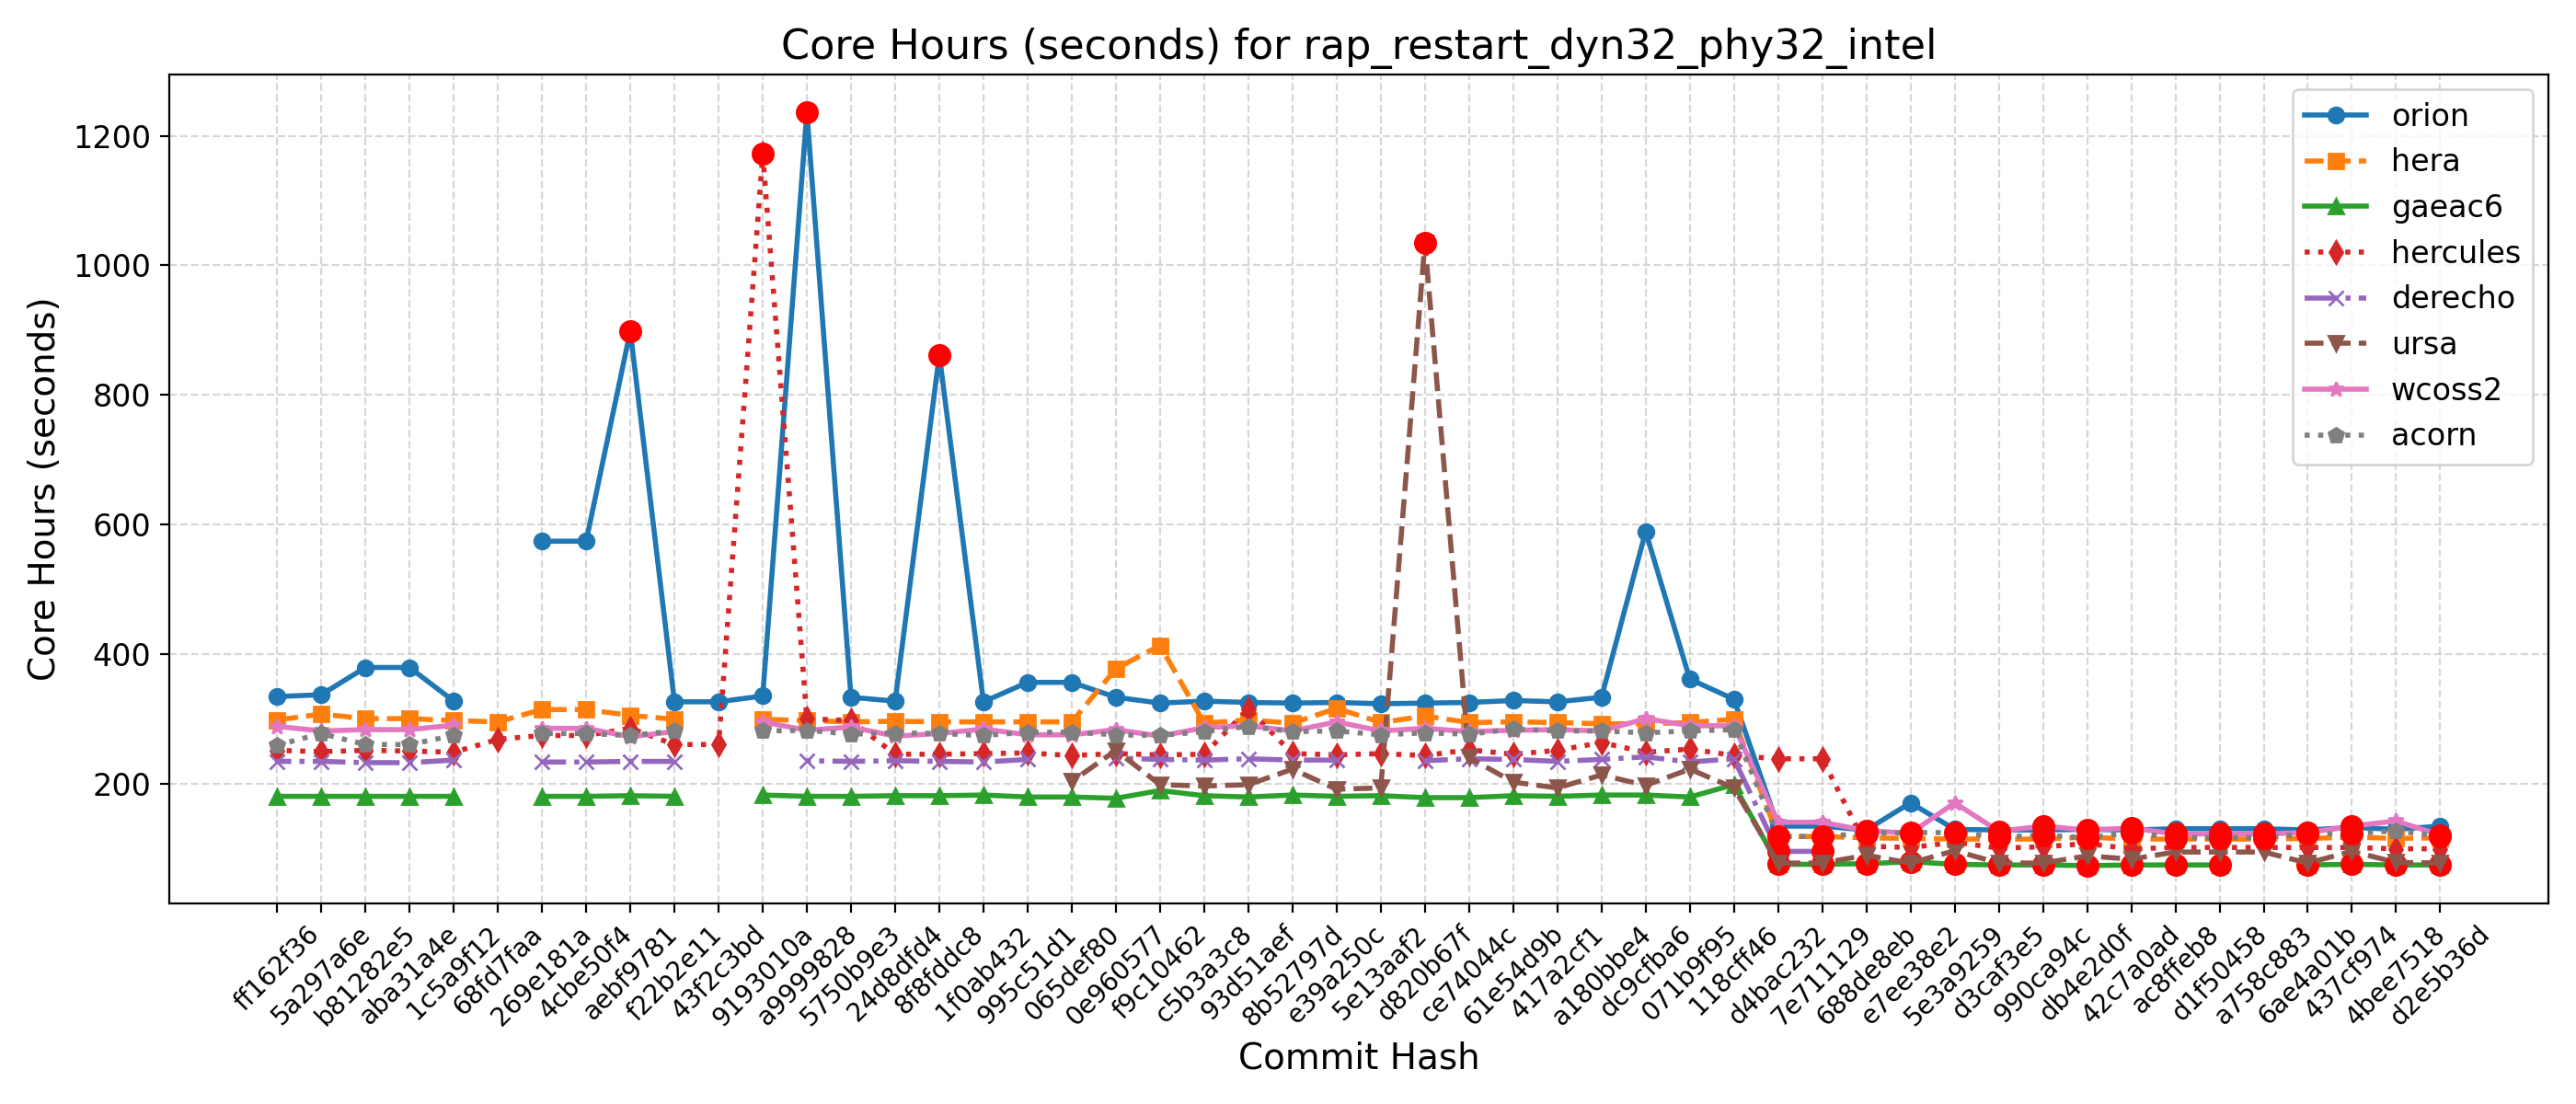 Core Hours (seconds) for rap_restart_dyn32_phy32_intel
Core Hours (seconds)
1200
1000
800
600
400
200
orion
hera
gaeac6
hercules
derecho
ursa
wcoss2
acorn
ff162f36
5a297a6e
b81282e5
aba31a4e
1c5a9f12
68fd7faa
269e181a
4cbe50f4
aebf9781
f22b2e11
43f2c3bd
9193010a
a9999828
5750b9e3
24d8dfd4
8f8fddc8
1f0ab432
995c51d1
065def80
0e960577
f9c10462
c5b3a3c8
93d51aef
8b52797d
e39a250c
5e13aaf2
d820b67f
ce74044c
61e54d9b
417a2cf1
a180bbe4
dc9cfba6
071b9f95
118cff46
d4bac232
7e711129
688de8eb
e7ee38e2
5e3a9259
d3caf3e5
990ca94c
db4e2d0f
42c7a0ad
ac8ffeb8
d1f50458
a758c883
6ae4a01b
437cf974
4bee7518
d2e5b36d
Commit Hash